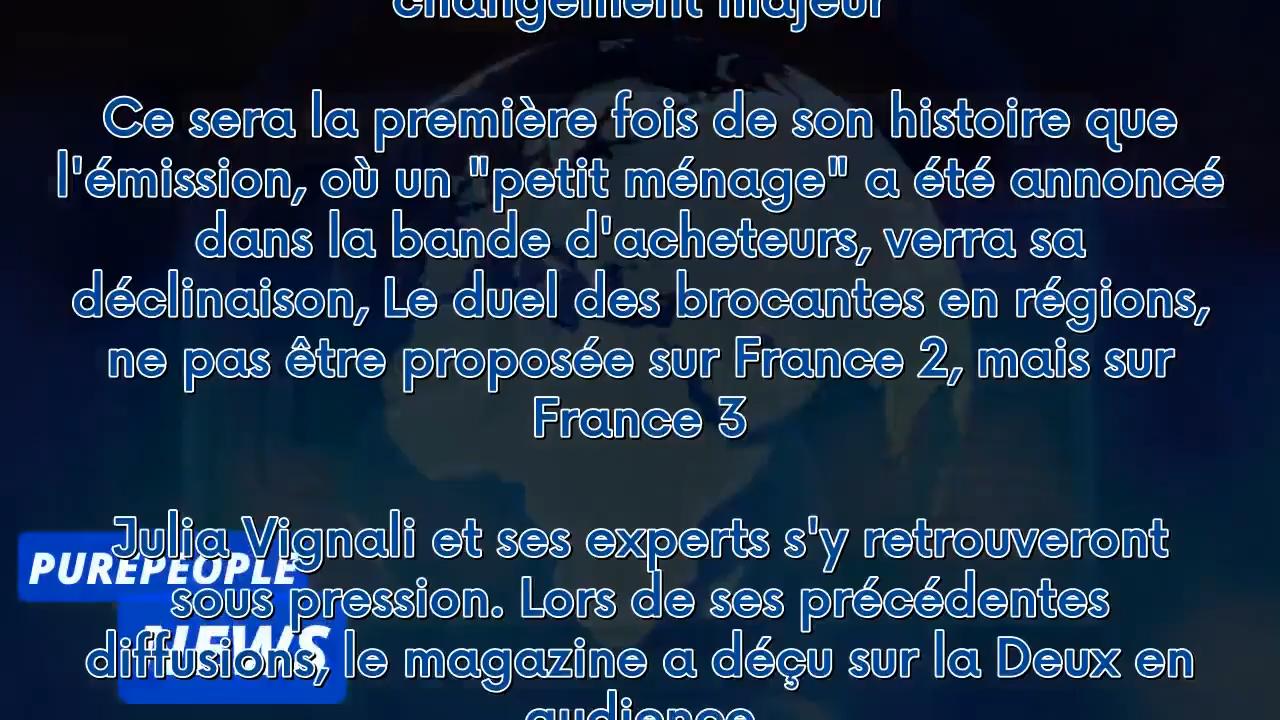 changement majeur
Ce sera la première fois de son histoire que
l'émission, où un "petit ménage" a été annoncé
dans la bande d'acheteurs, verra sa
déclinaison, Le duel des brocantes en régions,
ne pas être proposée sur France 2, mais sur
France 3
Julia Vignali et ses experts s'y retrouveront
PUREPEOPLE
sous pression. Lors de ses précédentes
NEWS
diffusions, le magazine a déçu sur la Deux en
audience